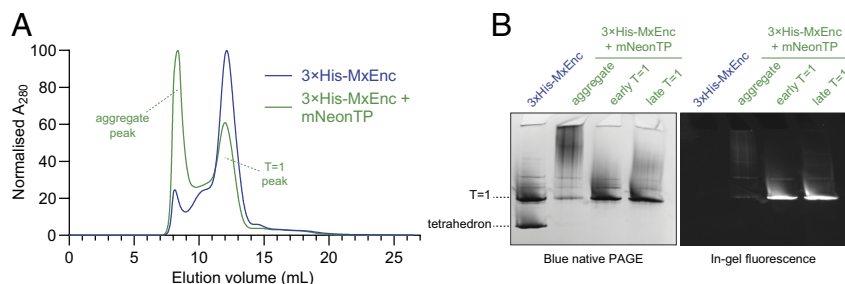 A
Normalised A280
100
80
60
40
20
0
0
5
10
15
20
25
Elution volume (mL)
3×His-MxEnc
3×His-MxEnc +
mNeonTP
aggregate
peak
T=1
peak
B
3×His-MxEnc
+ mNeonTP
3xHis-MxEnc
aggregate
early T=1
late T=1
T=1
tetrahedron
Blue native PAGE
3×His-MxEnc
+ mNeonTP
3xHis-MxEnc
aggregate
early T=1
late T=1
In-gel fluorescence